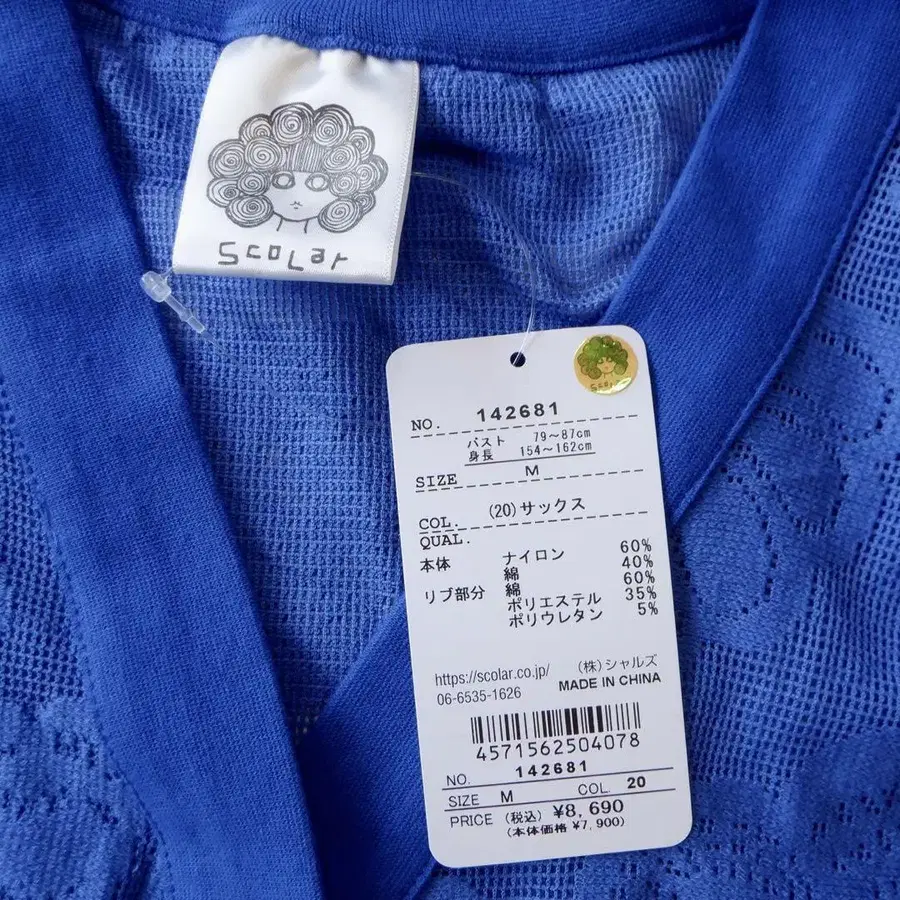 scoLar
scoLar
NO. 142681
バスト 79～87cm
身長 154～162cm
SIZE M
COL. (20)サックス
QUAL.
本体 ナイロン 60%
綿 40%
リブ部分 綿 60%
ポリエステル 35%
ポリウレタン 5%
https://scolar.co.jp/ (株)シャルズ
06-6535-1626 MADE IN CHINA
4571562504078
NO. 142681
SIZE M COL. 20
PRICE (税込) ¥8,690
(本体価格 ¥7,900)